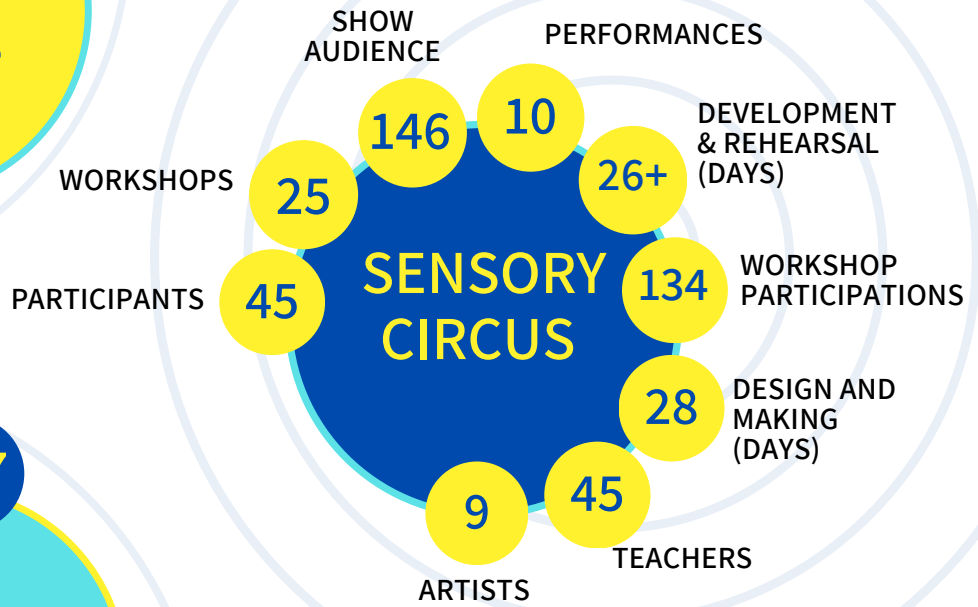 SHOW
AUDIENCE
146
PERFORMANCES
10
DEVELOPMENT
& REHEARSAL
(DAYS)
26+
WORKSHOPS
25
WORKSHOP
PARTICIPATIONS
134
PARTICIPANTS
45
SENSORY
CIRCUS
DESIGN AND
MAKING
(DAYS)
28
45
TEACHERS
9
ARTISTS